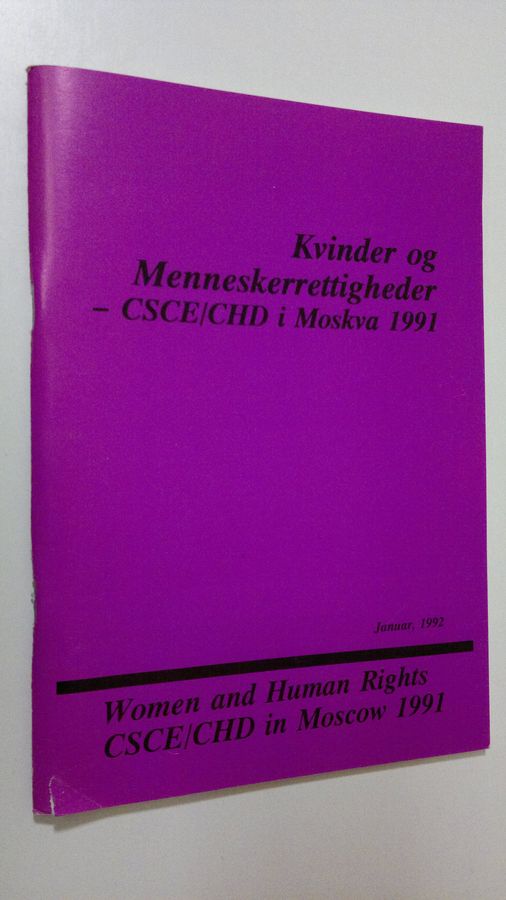 Kvinder og
Menneskerrettigheder
– CSCE/CHD i Moskva 1991
Januar, 1992
Women and Human Rights
CSCE/CHD in Moscow 1991